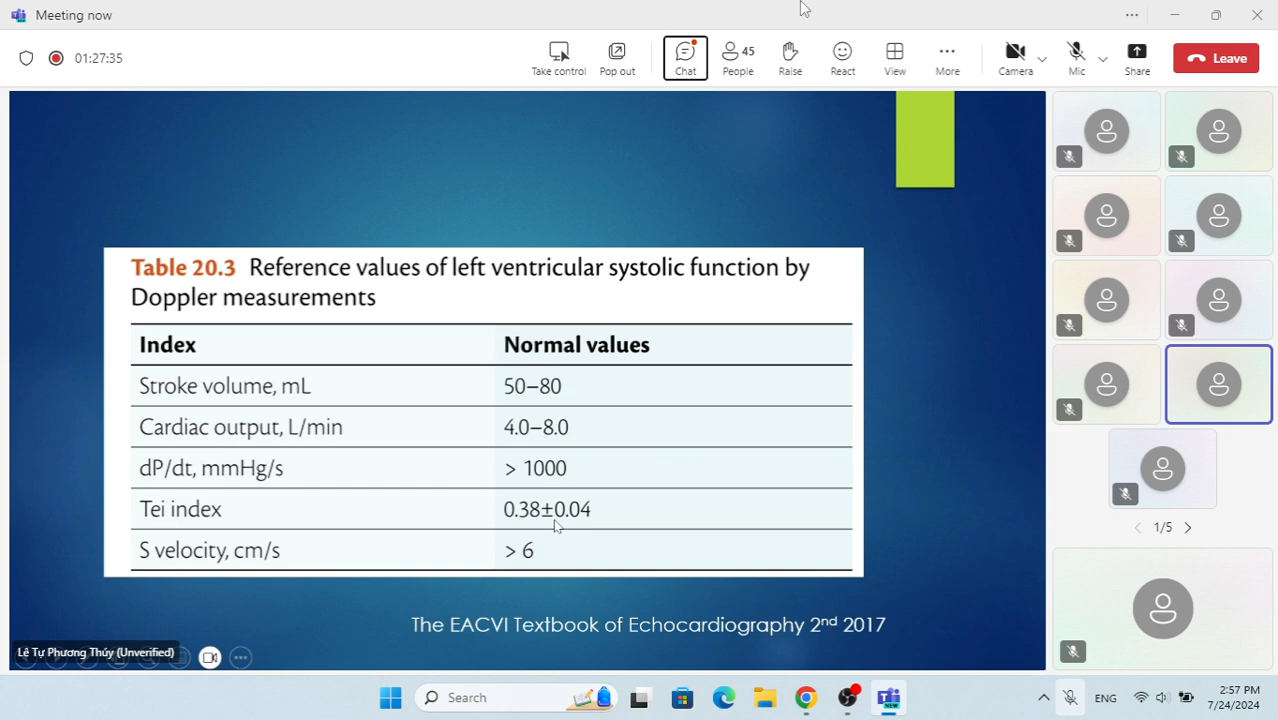 Meeting now
01:27:35
Take control
Pop out
Chat
45
People
Raise
React
View
More
Camera
Mic
Share
Leave
Table 20.3 Reference values of left ventricular systolic function by
Doppler measurements
Index Normal values
Stroke volume, mL 50–80
Cardiac output, L/min 4.0–8.0
dP/dt, mmHg/s > 1000
Tei index 0.38±0.04
S velocity, cm/s > 6
The EACVI Textbook of Echocardiography 2nd 2017
Lê Tự Phương Thúy (Unverified)
1/5
Search
NEW
ENG
2:57 PM
7/24/2024